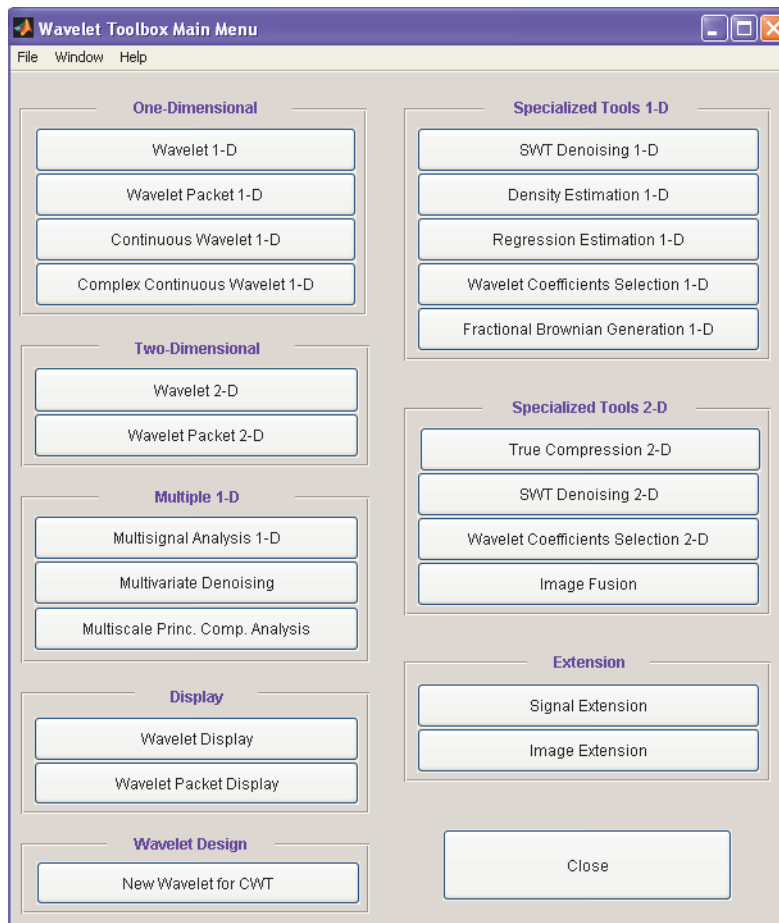 Wavelet Toolbox Main Menu
File Window Help
One-Dimensional
Wavelet 1-D
Wavelet Packet 1-D
Continuous Wavelet 1-D
Complex Continuous Wavelet 1-D
Two-Dimensional
Wavelet 2-D
Wavelet Packet 2-D
Multiple 1-D
Multisignal Analysis 1-D
Multivariate Denoising
Multiscale Princ. Comp. Analysis
Display
Wavelet Display
Wavelet Packet Display
Wavelet Design
New Wavelet for CWT
Specialized Tools 1-D
SWT Denoising 1-D
Density Estimation 1-D
Regression Estimation 1-D
Wavelet Coefficients Selection 1-D
Fractional Brownian Generation 1-D
Specialized Tools 2-D
True Compression 2-D
SWT Denoising 2-D
Wavelet Coefficients Selection 2-D
Image Fusion
Extension
Signal Extension
Image Extension
Close